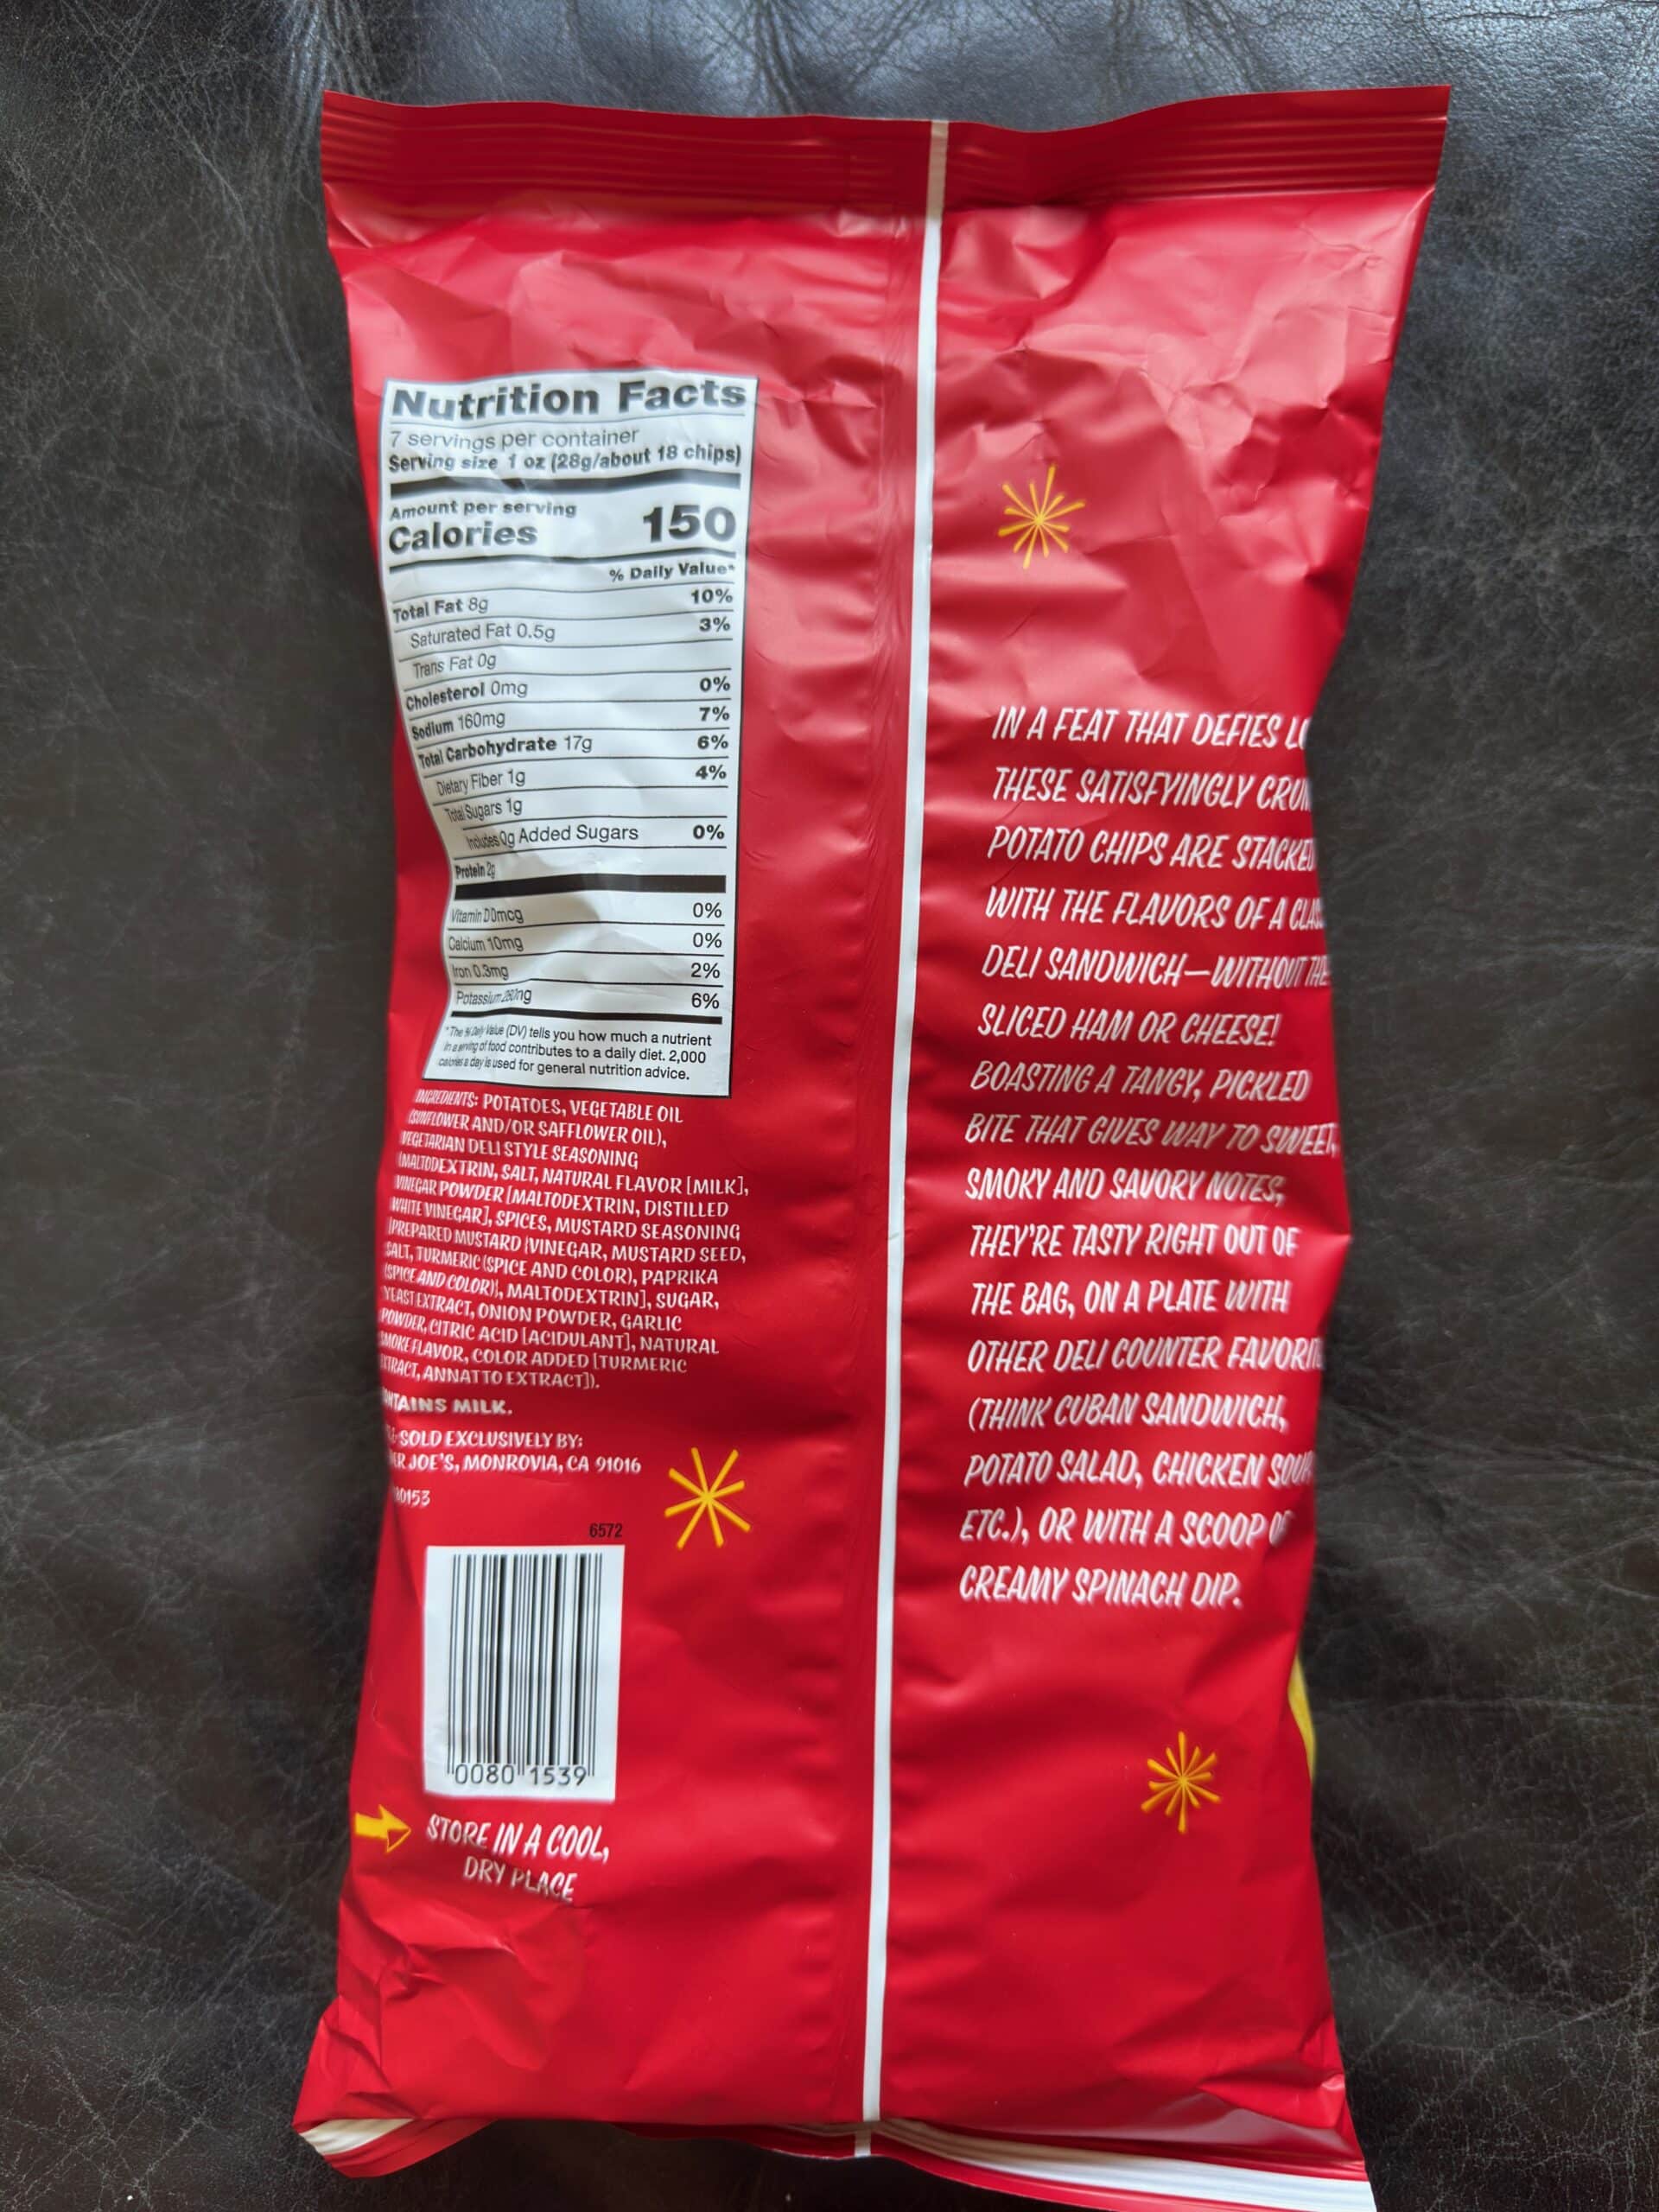 Nutrition Facts
7 servings per container
Serving size 1 oz (28g/about 18 chips)
Amount per serving
Calories 150
% Daily Value*
Total Fat 8g 10%
Saturated Fat 0.5g 3%
Trans Fat 0g
Cholesterol 0mg 0%
Sodium 160mg 7%
Total Carbohydrate 17g 6%
Dietary Fiber 1g 4%
Total Sugars 1g
Includes 0g Added Sugars 0%
Protein 2g
Vitamin D 0mcg 0%
Calcium 10mg 0%
Iron 0.3mg 2%
Potassium 6%
*The % Daily Value (DV) tells you how much a nutrient
in a serving of food contributes to a daily diet. 2,000
calories a day is used for general nutrition advice.
INGREDIENTS: POTATOES, VEGETABLE OIL
(SUNFLOWER AND/OR SAFFLOWER OIL),
VEGETARIAN DELI STYLE SEASONING
(MALTODEXTRIN, SALT, NATURAL FLAVOR [MILK],
VINEGAR POWDER [MALTODEXTRIN, DISTILLED
WHITE VINEGAR], SPICES, MUSTARD SEASONING
[PREPARED MUSTARD {VINEGAR, MUSTARD SEED,
SALT, TURMERIC (SPICE AND COLOR), PAPRIKA
(SPICE AND COLOR)}, MALTODEXTRIN], SUGAR,
YEAST EXTRACT, ONION POWDER, GARLIC
POWDER, CITRIC ACID [ACIDULANT], NATURAL
SMOKE FLAVOR, COLOR ADDED [TURMERIC
EXTRACT, ANNATTO EXTRACT]).
NTAINS MILK.
& SOLD EXCLUSIVELY BY:
ER JOE'S, MONROVIA, CA 91016
0153
6572
0080 1539
STORE IN A COOL,
DRY PLACE
IN A FEAT THAT DEFIES
THESE SATISFYINGLY CRUN
POTATO CHIPS ARE STACKED
WITH THE FLAVORS OF A CLAS
DELI SANDWICH—WITHOUT THE
SLICED HAM OR CHEESE!
BOASTING A TANGY, PICKLED
BITE THAT GIVES WAY TO SWEET,
SMOKY AND SAVORY NOTES,
THEY'RE TASTY RIGHT OUT OF
THE BAG, ON A PLATE WITH
OTHER DELI COUNTER FAVORIT
(THINK CUBAN SANDWICH,
POTATO SALAD, CHICKEN SOUP
ETC.), OR WITH A SCOOP OF
CREAMY SPINACH DIP.